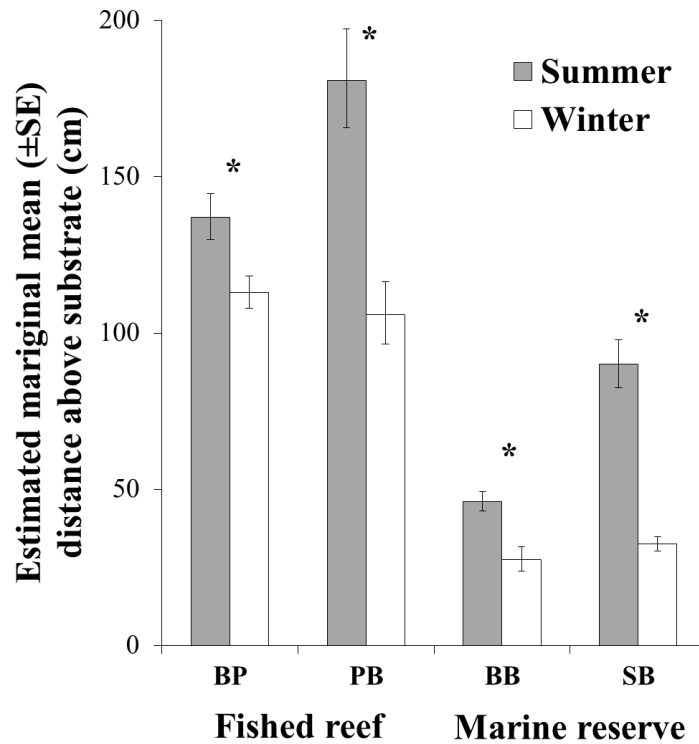 Estimated mariginal mean (±SE)
distance above substrate (cm)
200
150
100
50
0
*
*
*
*
Summer
Winter
BP PB BB SB
Fished reef Marine reserve